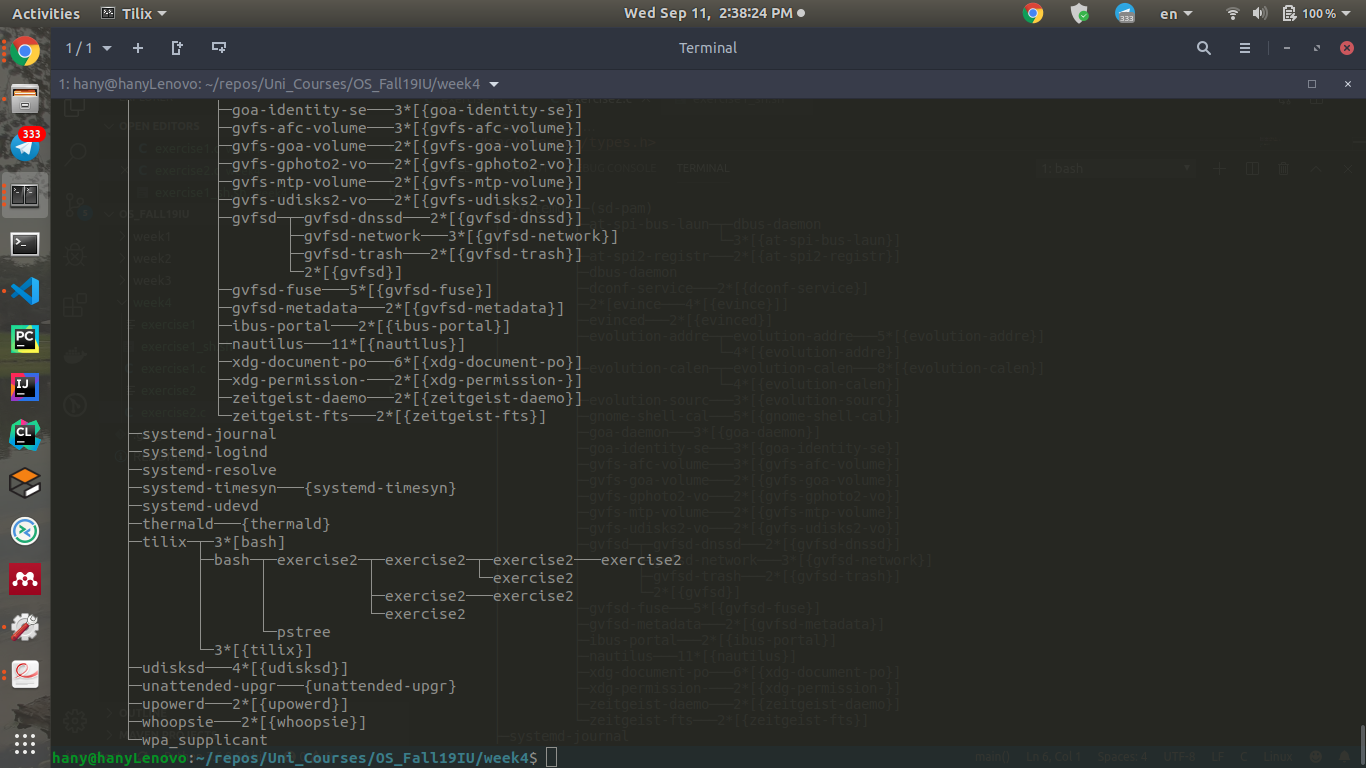 Activities Tilix Wed Sep 11, 2:38:24 PM 333 en 100 %
1 / 1 Terminal
1: hany@hanyLenovo: ~/repos/Uni_Courses/OS_Fall19IU/week4
├─goa-identity-se───3*[{goa-identity-se}]
├─gvfs-afc-volume───3*[{gvfs-afc-volume}]
├─gvfs-goa-volume───2*[{gvfs-goa-volume}]
├─gvfs-gphoto2-vo───2*[{gvfs-gphoto2-vo}]
├─gvfs-mtp-volume───2*[{gvfs-mtp-volume}]
├─gvfs-udisks2-vo───2*[{gvfs-udisks2-vo}]
├─gvfsd─┬─gvfsd-dnssd───2*[{gvfsd-dnssd}]
├─gvfsd-network───3*[{gvfsd-network}]
├─gvfsd-trash───2*[{gvfsd-trash}]
└─2*[{gvfsd}]
├─gvfsd-fuse───5*[{gvfsd-fuse}]
├─gvfsd-metadata───2*[{gvfsd-metadata}]
├─ibus-portal───2*[{ibus-portal}]
├─nautilus───11*[{nautilus}]
├─xdg-document-po───6*[{xdg-document-po}]
├─xdg-permission-───2*[{xdg-permission-}]
├─zeitgeist-daemo───2*[{zeitgeist-daemo}]
└─zeitgeist-fts───2*[{zeitgeist-fts}]
├─systemd-journal
├─systemd-logind
├─systemd-resolve
├─systemd-timesyn───{systemd-timesyn}
├─systemd-udevd
├─thermald───{thermald}
├─tilix─┬─3*[bash]
├─bash─┬─exercise2─┬─exercise2─┬─exercise2───exercise2
└─exercise2
├─exercise2───exercise2
└─exercise2
└─pstree
└─3*[{tilix}]
├─udisksd───4*[{udisksd}]
├─unattended-upgr───{unattended-upgr}
├─upowerd───2*[{upowerd}]
├─whoopsie───2*[{whoopsie}]
└─wpa_supplicant
hany@hanyLenovo:~/repos/Uni_Courses/OS_Fall19IU/week4$
333
PC
IJ
CL